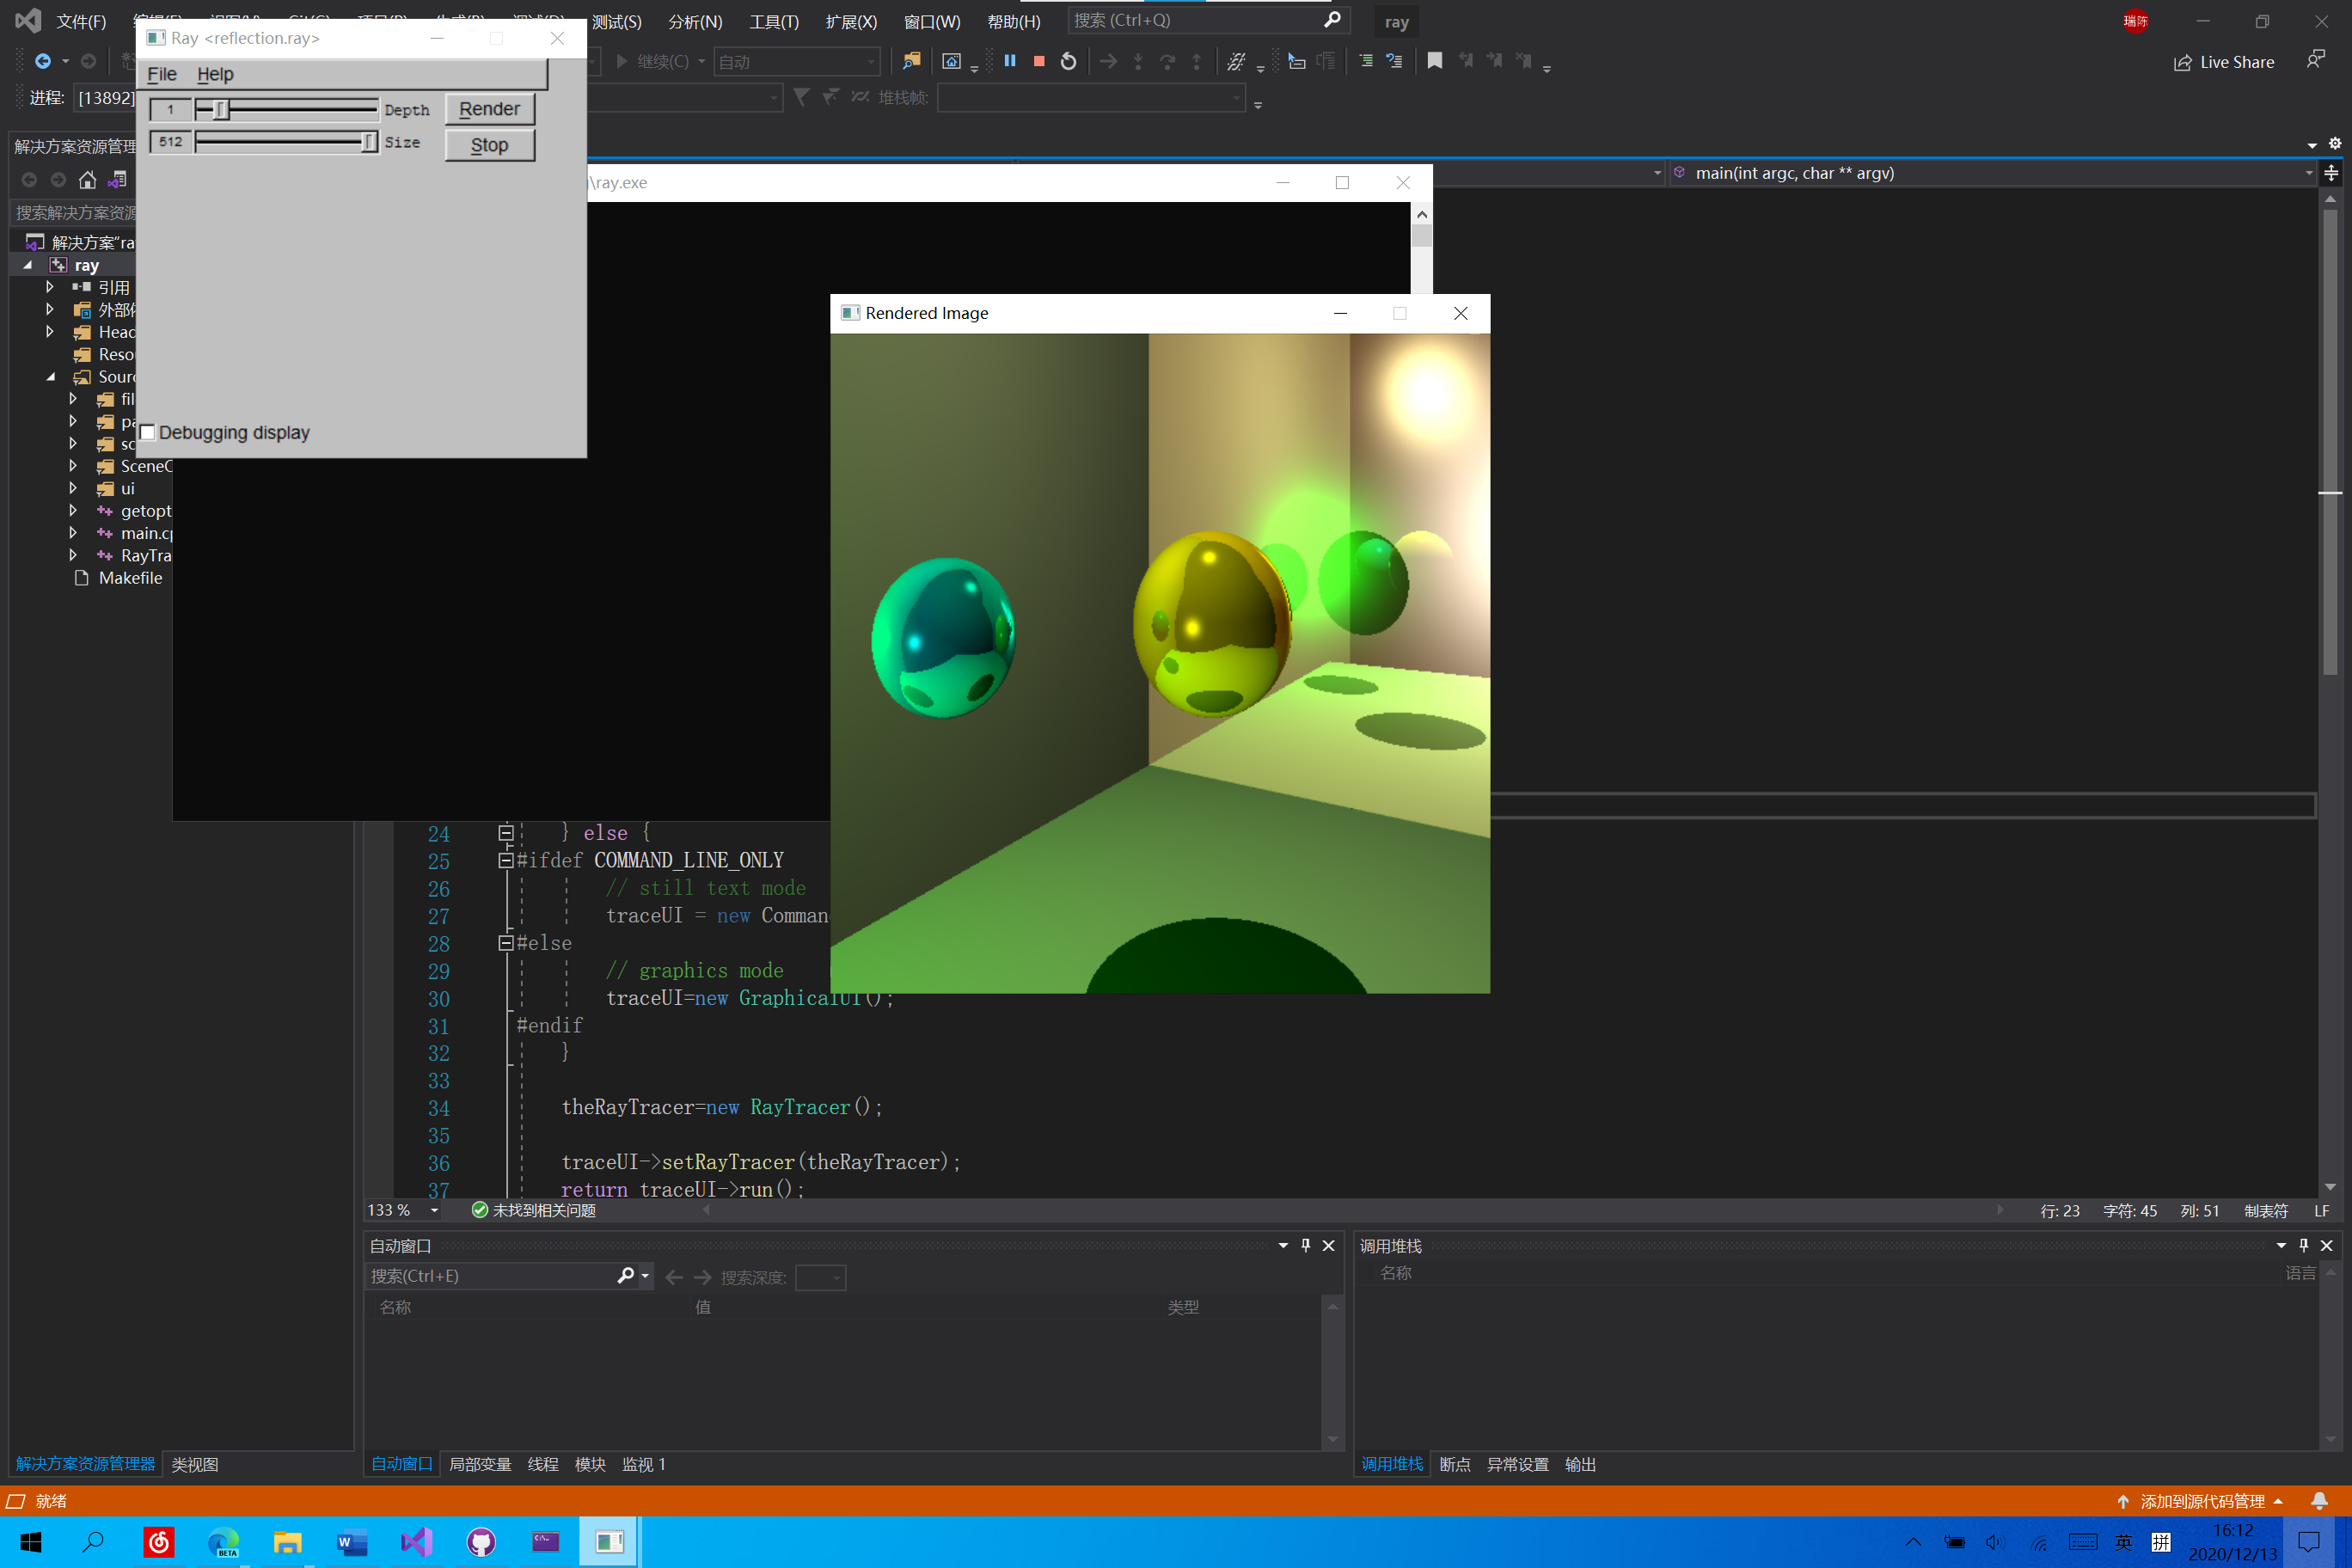 文件(F)
测试(S)
分析(N)
工具(T)
扩展(X)
窗口(W)
帮助(H)
搜索 (Ctrl+Q)
ray
瑞陈
Ray <reflection.ray>
File Help
1 Depth Render
512 Size Stop
Debugging display
继续(C)
自动
Live Share
进程: [13892]
堆栈帧:
解决方案资源管理
搜索解决方案资源
\ray.exe
main(int argc, char ** argv)
解决方案"ra
ray
引用
外部
Head
Reso
Sour
fil
pa
sc
SceneC
ui
getopt
main.cp
RayTra
Makefile
Rendered Image
24 } else {
25 #ifdef COMMAND_LINE_ONLY
26 // still text mode
27 traceUI = new Comman
28 #else
29 // graphics mode
30 traceUI=new GraphicalUI();
31 #endif
32 }
33
34 theRayTracer=new RayTracer();
35
36 traceUI->setRayTracer(theRayTracer);
37 return traceUI->run();
133 %
未找到相关问题
行: 23 字符: 45 列: 51 制表符 LF
自动窗口
搜索(Ctrl+E)
搜索深度:
名称 值 类型
调用堆栈
名称 语言
解决方案资源管理器 类视图
自动窗口 局部变量 线程 模块 监视 1
调用堆栈 断点 异常设置 输出
就绪
添加到源代码管理
BETA
英
拼
16:12
2020/12/13